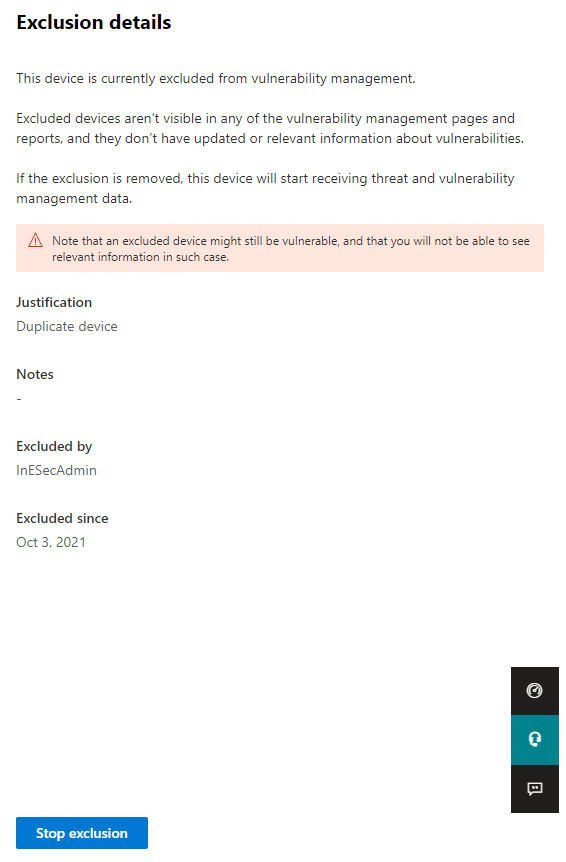 Exclusion details
This device is currently excluded from vulnerability management.
Excluded devices aren't visible in any of the vulnerability management pages and
reports, and they don't have updated or relevant information about vulnerabilities.
If the exclusion is removed, this device will start receiving threat and vulnerability
management data.
Note that an excluded device might still be vulnerable, and that you will not be able to see
relevant information in such case.
Justification
Duplicate device
Notes
-
Excluded by
InESecAdmin
Excluded since
Oct 3, 2021
Stop exclusion